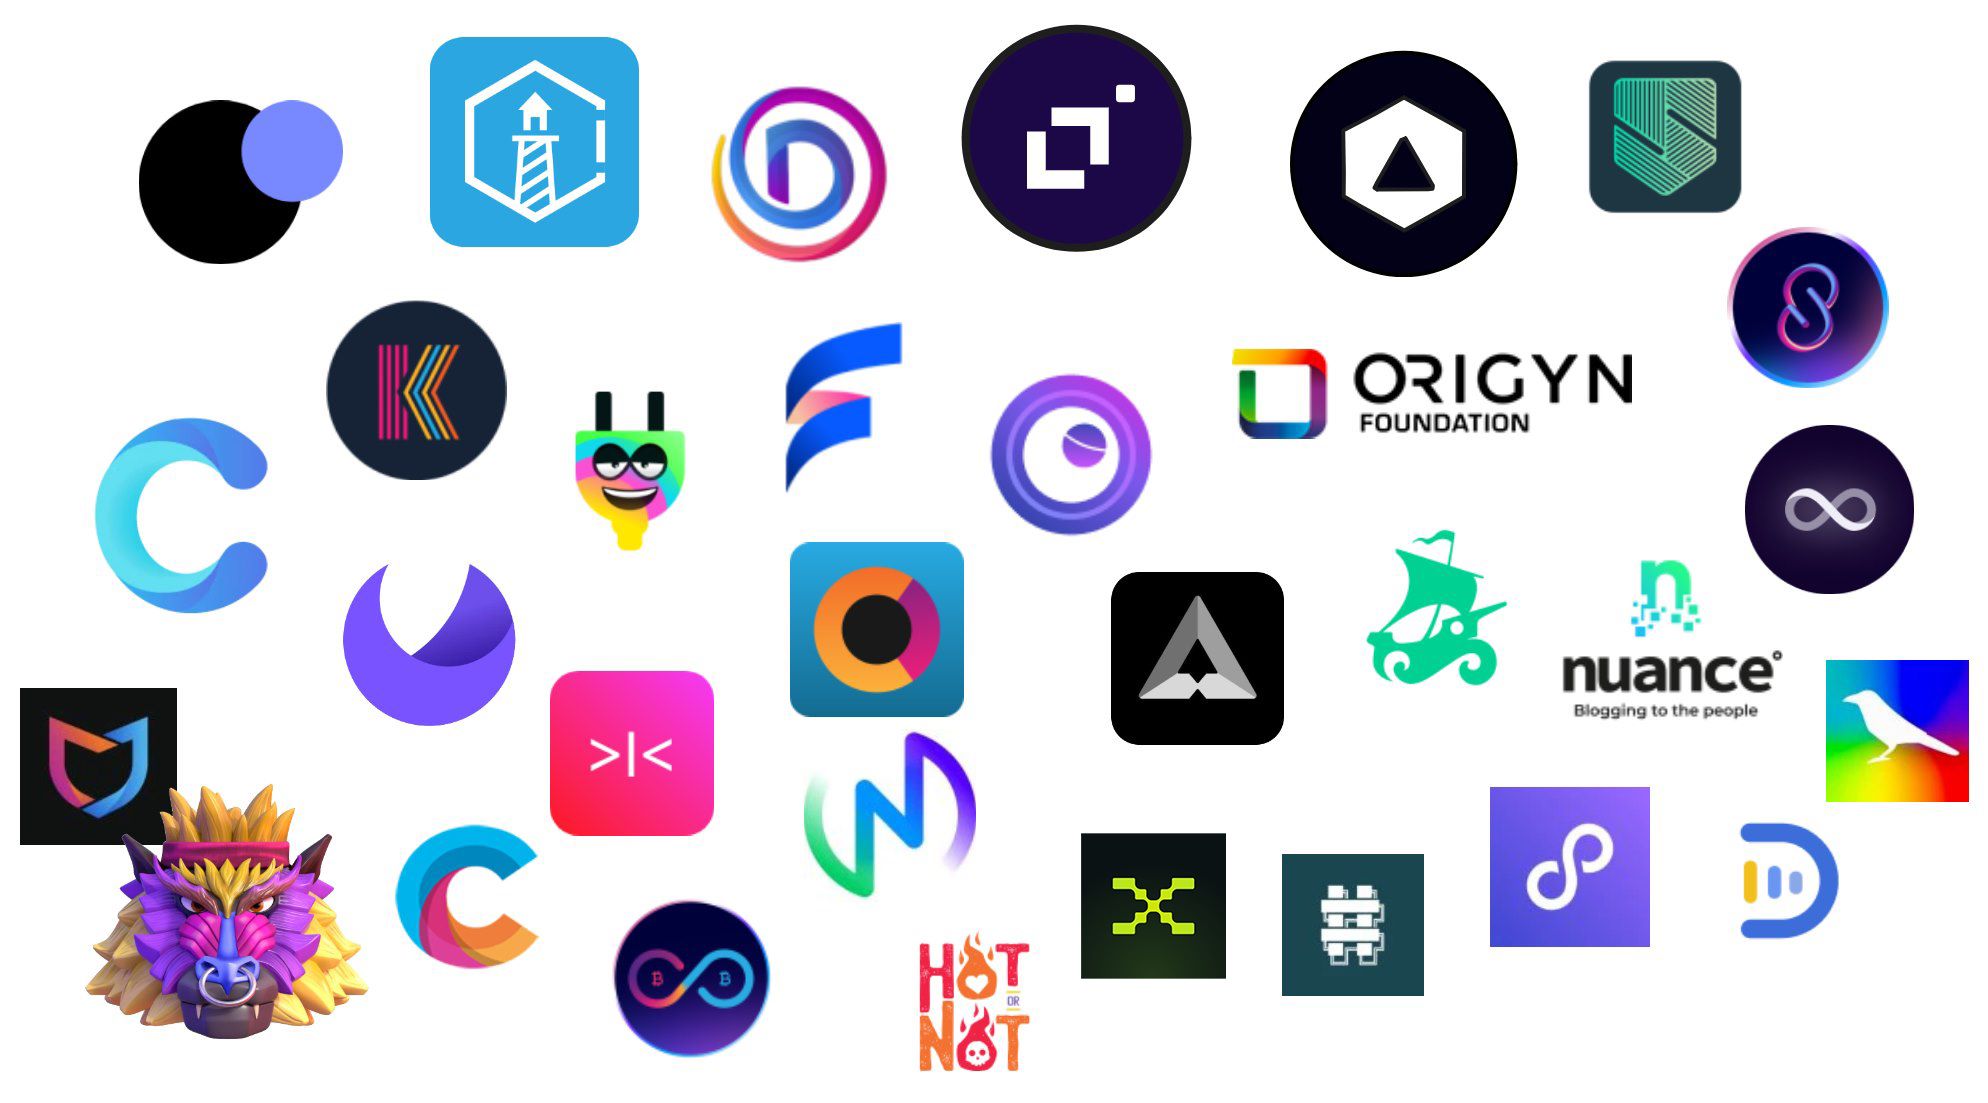 ORIGYN
FOUNDATION
n
nuance°
Blogging to the people
>|<
HOT
OR
NOT